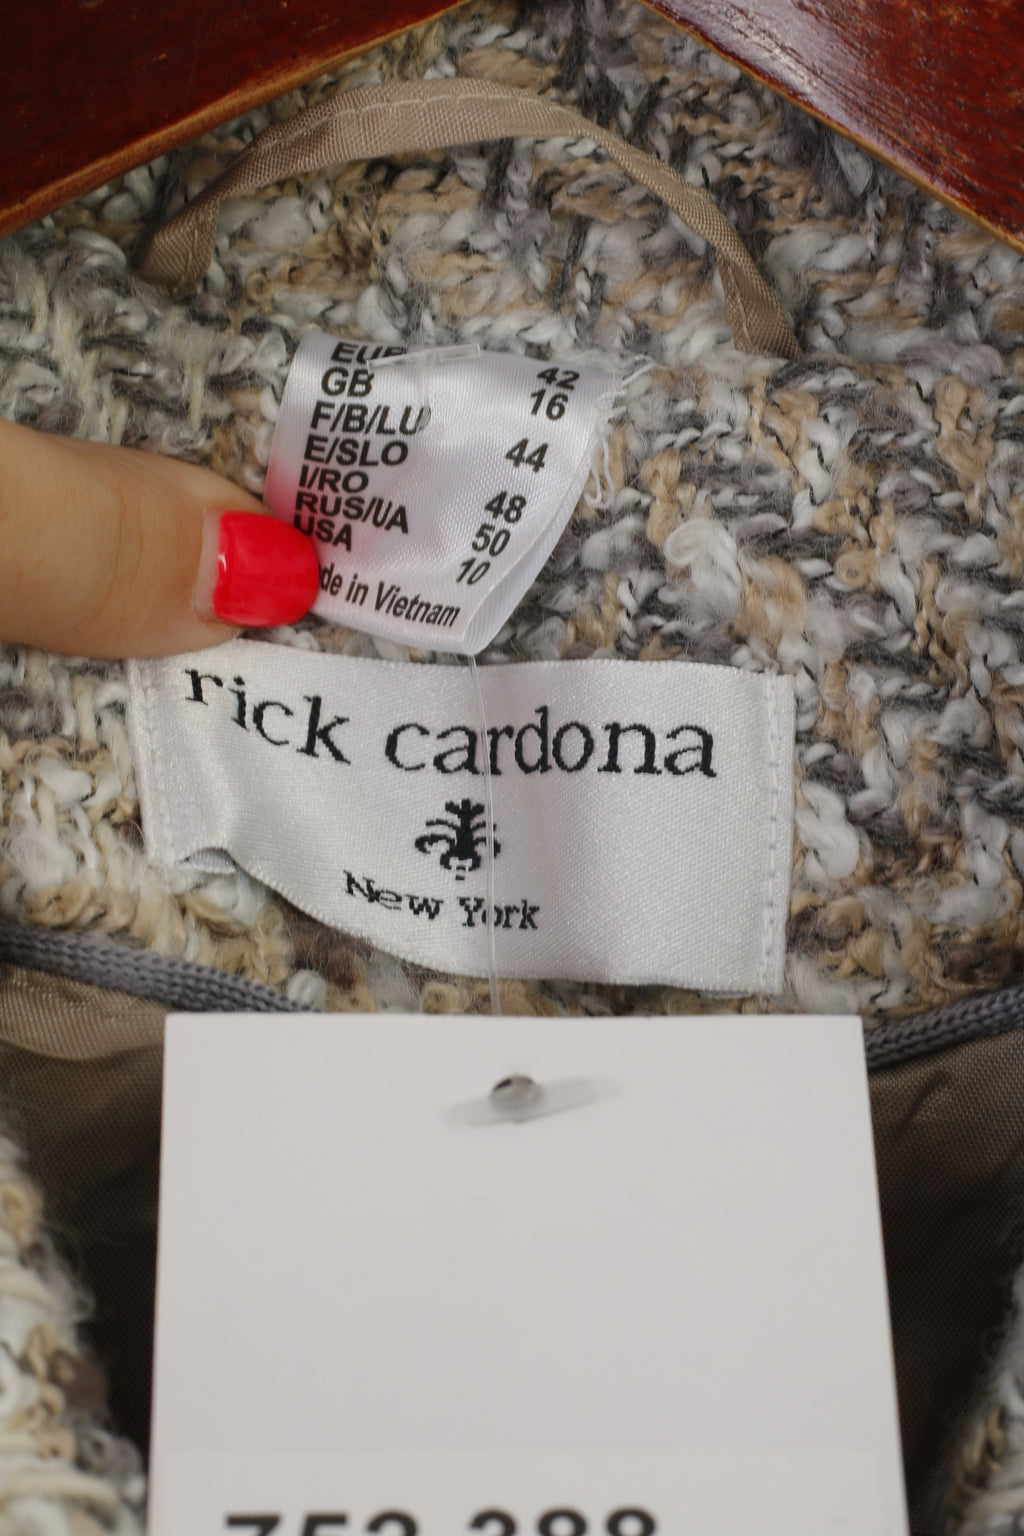 EUR 42
GB 16
F/B/LU
E/SLO 44
I/RO 48
RUS/UA 50
USA 10
in Vietnam
rick cardona
New York